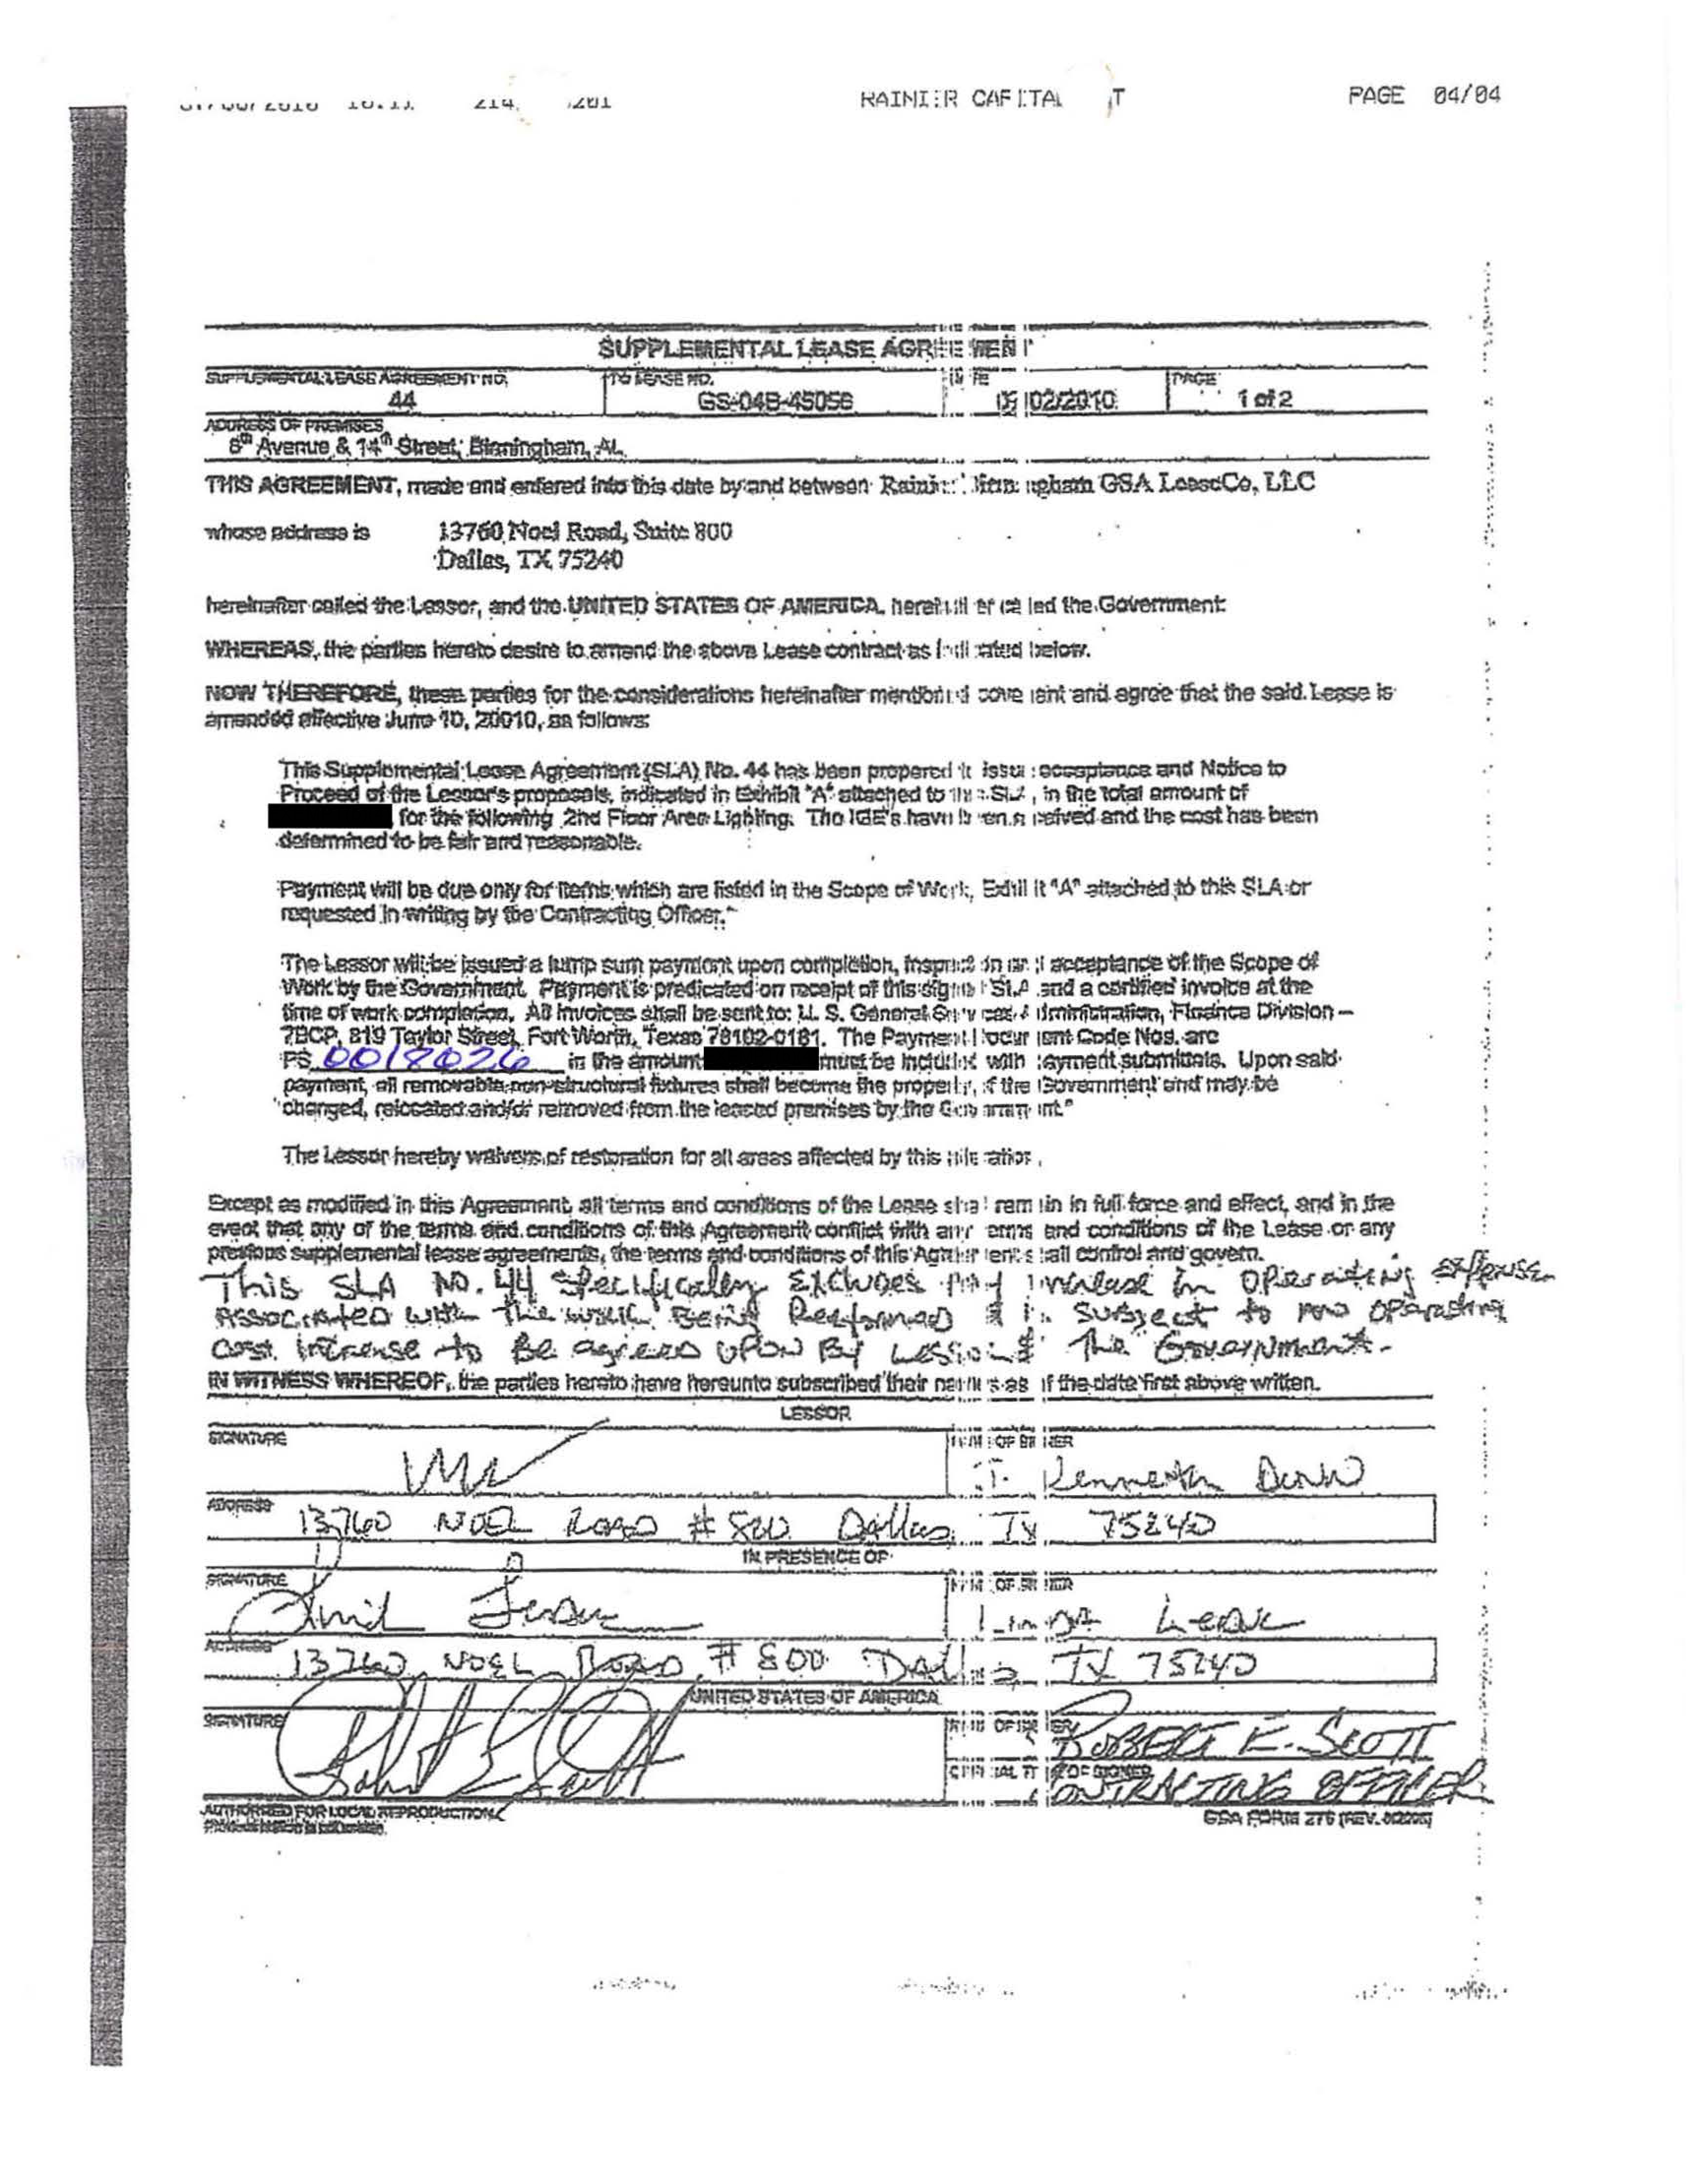 RAINIER CAPITAL PAGE 04/04
SUPPLEMENTAL LEASE AGREEMENT
SUPPLEMENTAL LEASE AGREEMENT NO. TO LEASE NO. DATE PAGE
44 GS-04B-45056 02/2010 1 of 2
ADDRESS OF PREMISES
8th Avenue & 14th Street, Birmingham, AL
THIS AGREEMENT, made and entered into this date by and between Rainier Birmingham GSA LeaseCo, LLC
whose address is 13760 Noel Road, Suite 800
Dallas, TX 75240
hereinafter called the Lessor, and the UNITED STATES OF AMERICA, hereinafter called the Government:
WHEREAS, the parties hereto desire to amend the above Lease contract as indicated below.
NOW THEREFORE, these parties for the considerations hereinafter mentioned covenant and agree that the said Lease is
amended effective June 10, 20010, as follows:
This Supplemental Lease Agreement (SLA) No. 44 has been prepared to issue acceptance and Notice to
Proceed of the Lessor's proposals, indicated in Exhibit "A" attached to this SLA, in the total amount of
for the following 2nd Floor Area Lighting. The IGE's have been received and the cost has been
determined to be fair and reasonable.
Payment will be due only for items which are listed in the Scope of Work, Exhibit "A" attached to this SLA or
requested in writing by the Contracting Officer."
The Lessor will be issued a lump sum payment upon completion, inspection and acceptance of the Scope of
Work by the Government. Payment is predicated on receipt of this signed SLA and a certified invoice at the
time of work completion. All invoices shall be sent to: U. S. General Services Administration, Finance Division –
7BCP, 819 Taylor Street, Fort Worth, Texas 76102-0181. The Payment Document Code Nos. are
PS 0018026 in the amount must be included with payment submittals. Upon said
payment, all removable non-structural fixtures shall become the property of the Government and may be
changed, relocated and/or removed from the leased premises by the Government."
The Lessor hereby waivers of restoration for all areas affected by this alteration.
Except as modified in this Agreement, all terms and conditions of the Lease shall remain in full force and effect, and in the
event that any of the terms and conditions of this Agreement conflict with any terms and conditions of the Lease or any
previous supplemental lease agreements, the terms and conditions of this Agreement shall control and govern.
This SLA NO. 44 Specifically Excludes Any increase in Operating Expense
Associated with the work Being Performed & is subject to an operating
cost increase to Be agreed upon By Lessor & The Government.
IN WITNESS WHEREOF, the parties hereto have hereunto subscribed their names as of the date first above written.
LESSOR
SIGNATURE NAME OF SIGNER
J. Kenneth Dunn
ADDRESS
13760 NOEL ROAD # 800 Dallas, TX 75240
IN PRESENCE OF
SIGNATURE NAME OF SIGNER
ADDRESS
13760 NOEL ROAD # 800 Dallas TX 75240
UNITED STATES OF AMERICA
SIGNATURE NAME OF SIGNER
Robert E Scott ROBERT E. SCOTT
OFFICIAL TITLE OF SIGNER
CONTRACTING OFFICER
AUTHORIZED FOR LOCAL REPRODUCTION
GSA FORM 276